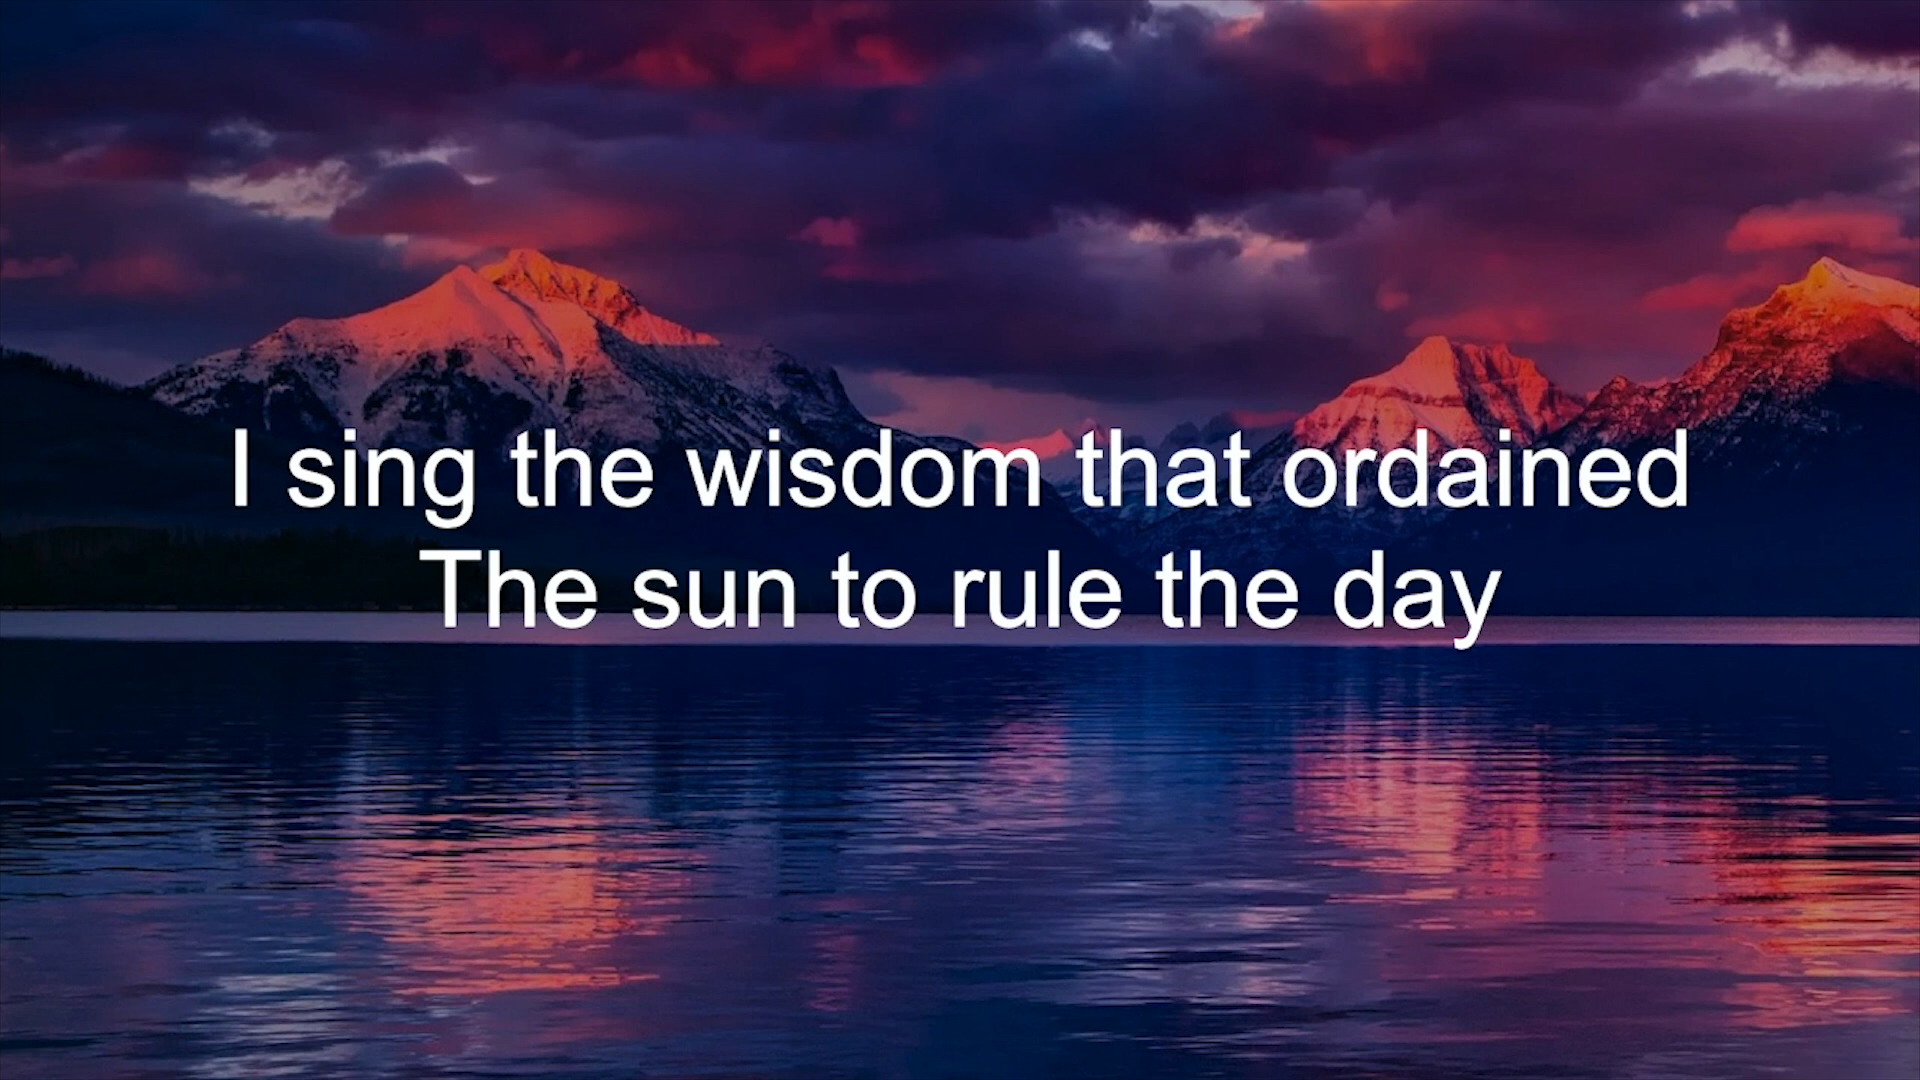 I sing the wisdom that ordained
The sun to rule the day